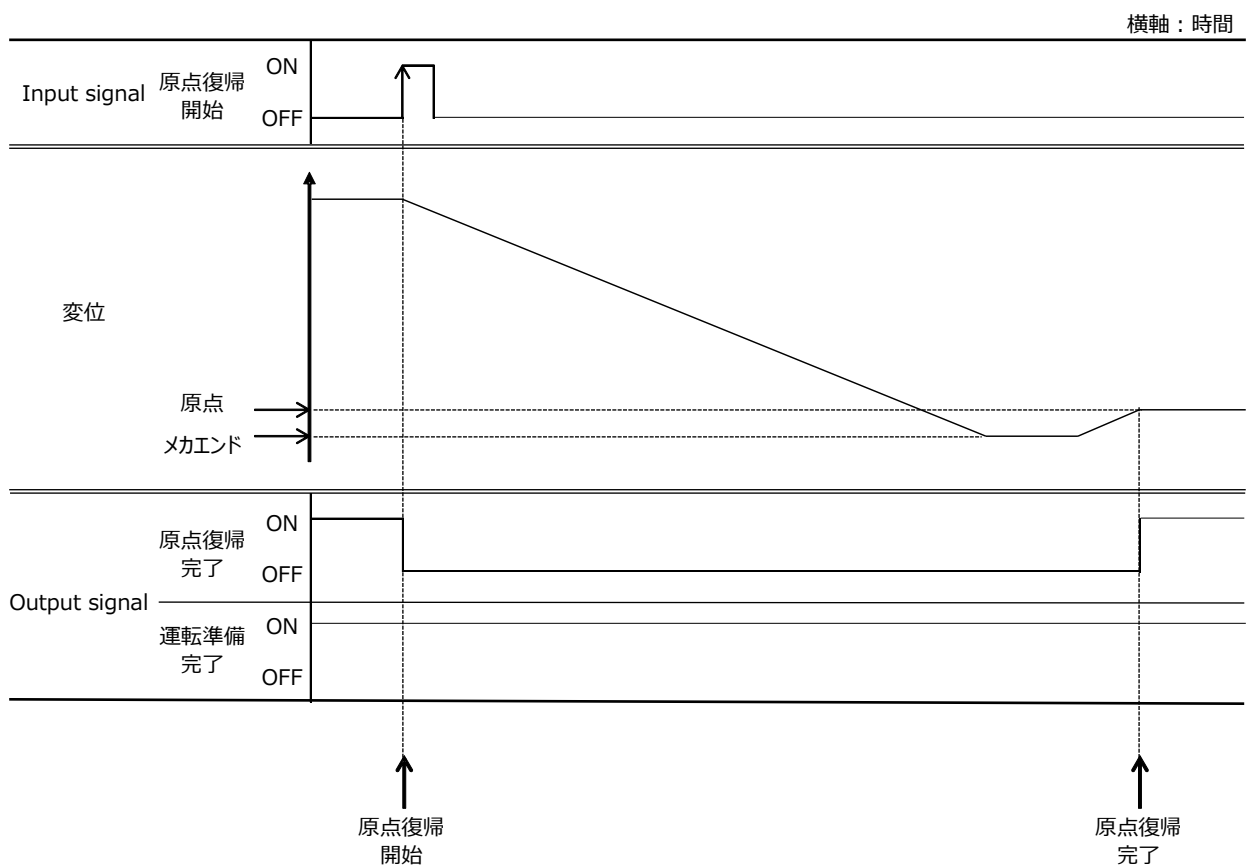 横軸：時間
Input signal
原点復帰
開始
ON
OFF
変位
原点
メカエンド
Output signal
原点復帰
完了
ON
OFF
運転準備
完了
ON
OFF
原点復帰
開始
原点復帰
完了